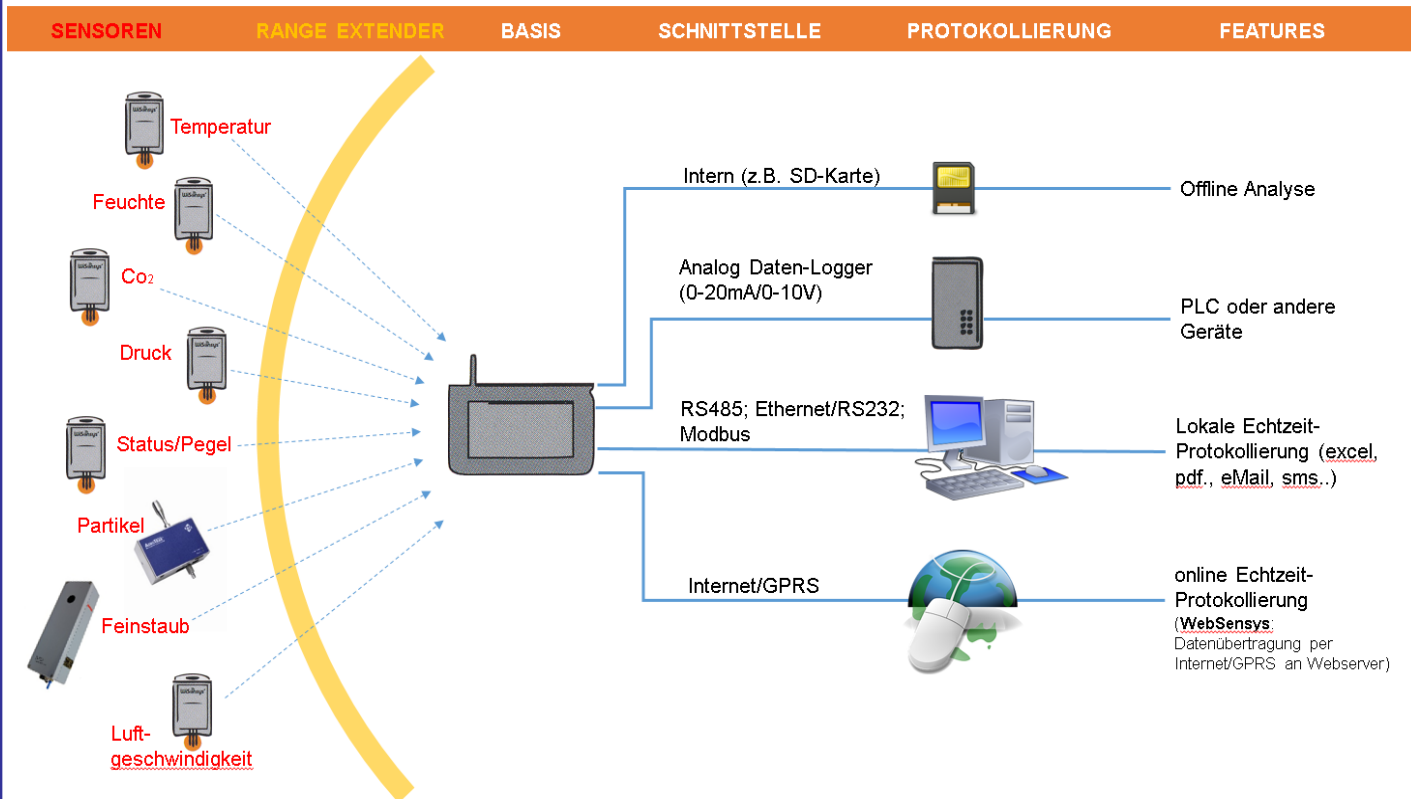 SENSOREN
RANGE EXTENDER
BASIS
SCHNITTSTELLE
PROTOKOLLIERUNG
FEATURES
Temperatur
Feuchte
Co₂
Druck
Status/Pegel
Partikel
Feinstaub
Luft-
geschwindigkeit
Intern (z.B. SD-Karte)
Offline Analyse
Analog Daten-Logger
(0-20mA/0-10V)
PLC oder andere
Geräte
RS485; Ethernet/RS232;
Modbus
Lokale Echtzeit-
Protokollierung (excel,
pdf., eMail, sms..)
Internet/GPRS
online Echtzeit-
Protokollierung
(WebSensys:
Datenübertragung per
Internet/GPRS an Webserver)